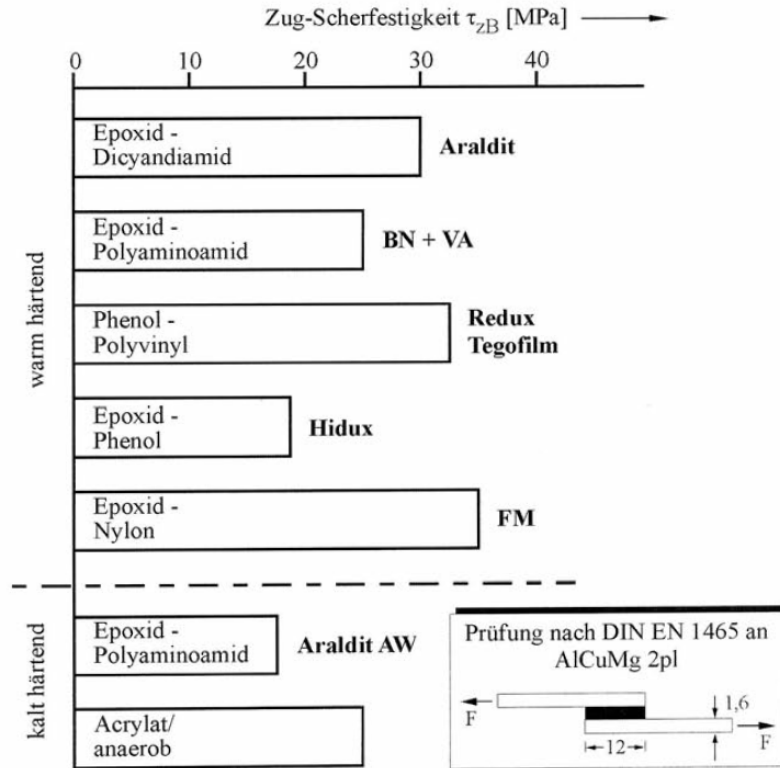 Zug-Scherfestigkeit τzB [MPa]
0 10 20 30 40
warm härtend
Epoxid -
Dicyandiamid
Araldit
Epoxid -
Polyaminoamid
BN + VA
Phenol -
Polyvinyl
Redux
Tegofilm
Epoxid -
Phenol
Hidux
Epoxid -
Nylon
FM
kalt härtend
Epoxid -
Polyaminoamid
Araldit AW
Acrylat/
anaerob
Prüfung nach DIN EN 1465 an
AlCuMg 2pl
F
12
1,6
F